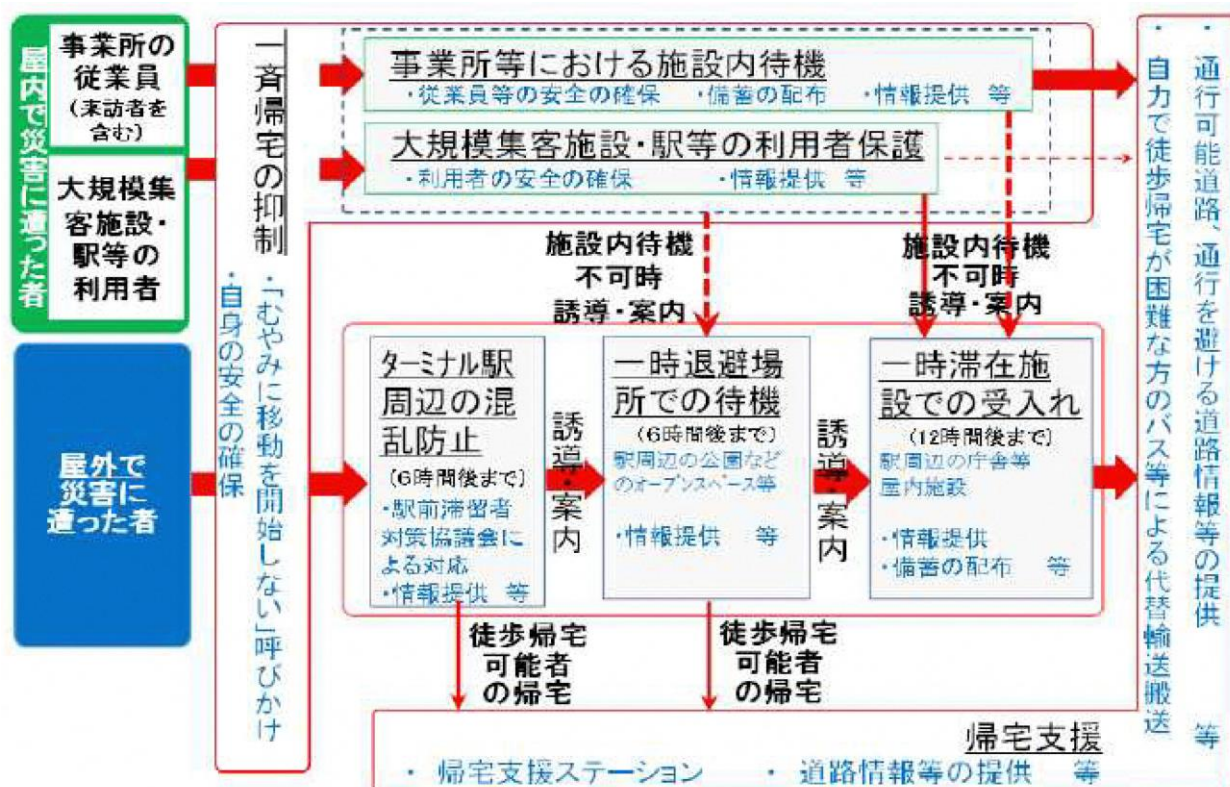 屋内で災害に遭った者
事業所の
従業員
(来訪者を
含む)
大規模集
客施設・
駅等の
利用者
屋外で
災害に
遭った者
一斉帰宅の抑制
・「むやみに移動を開始しない」呼びかけ
・自身の安全の確保
事業所等における施設内待機
・従業員等の安全の確保 ・備蓄の配布 ・情報提供 等
大規模集客施設・駅等の利用者保護
・利用者の安全の確保 ・情報提供 等
施設内待機
不可時
誘導・案内
施設内待機
不可時
誘導・案内
ターミナル駅
周辺の混
乱防止
(6時間後まで)
・駅前滞留者
対策協議会に
よる対応
・情報提供 等
誘導・案内
一時退避場
所での待機
(6時間後まで)
駅周辺の公園など
のオープンスペース等
・情報提供 等
誘導・案内
一時滞在施
設での受入れ
(12時間後まで)
駅周辺の庁舎等
屋内施設
・情報提供
・備蓄の配布 等
徒歩帰宅
可能者
の帰宅
徒歩帰宅
可能者
の帰宅
帰宅支援
・帰宅支援ステーション ・道路情報等の提供 等
・通行可能道路、通行を避ける道路情報等の提供 等
・自力で徒歩帰宅が困難な方のバス等による代替輸送搬送